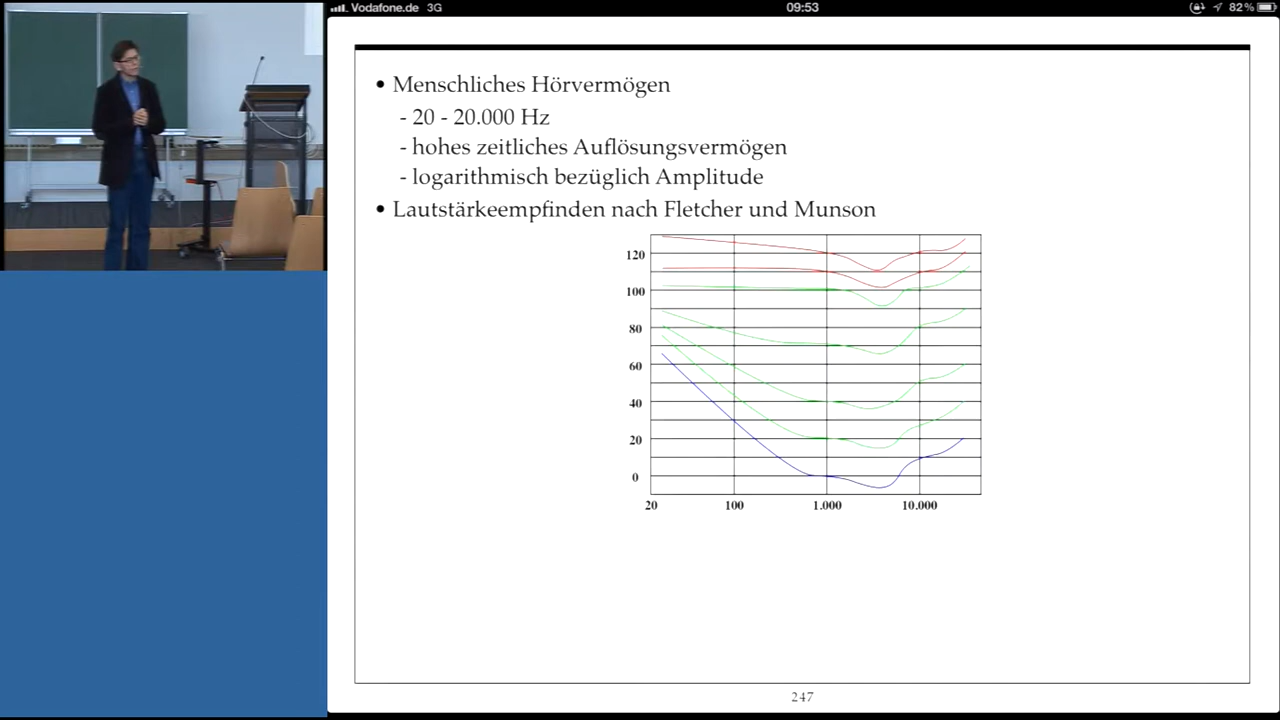 Vodafone.de 3G 09:53 82%
• Menschliches Hörvermögen
- 20 - 20.000 Hz
- hohes zeitliches Auflösungsvermögen
- logarithmisch bezüglich Amplitude
• Lautstärkeempfinden nach Fletcher und Munson
120
100
80
60
40
20
0
20 100 1.000 10.000
247